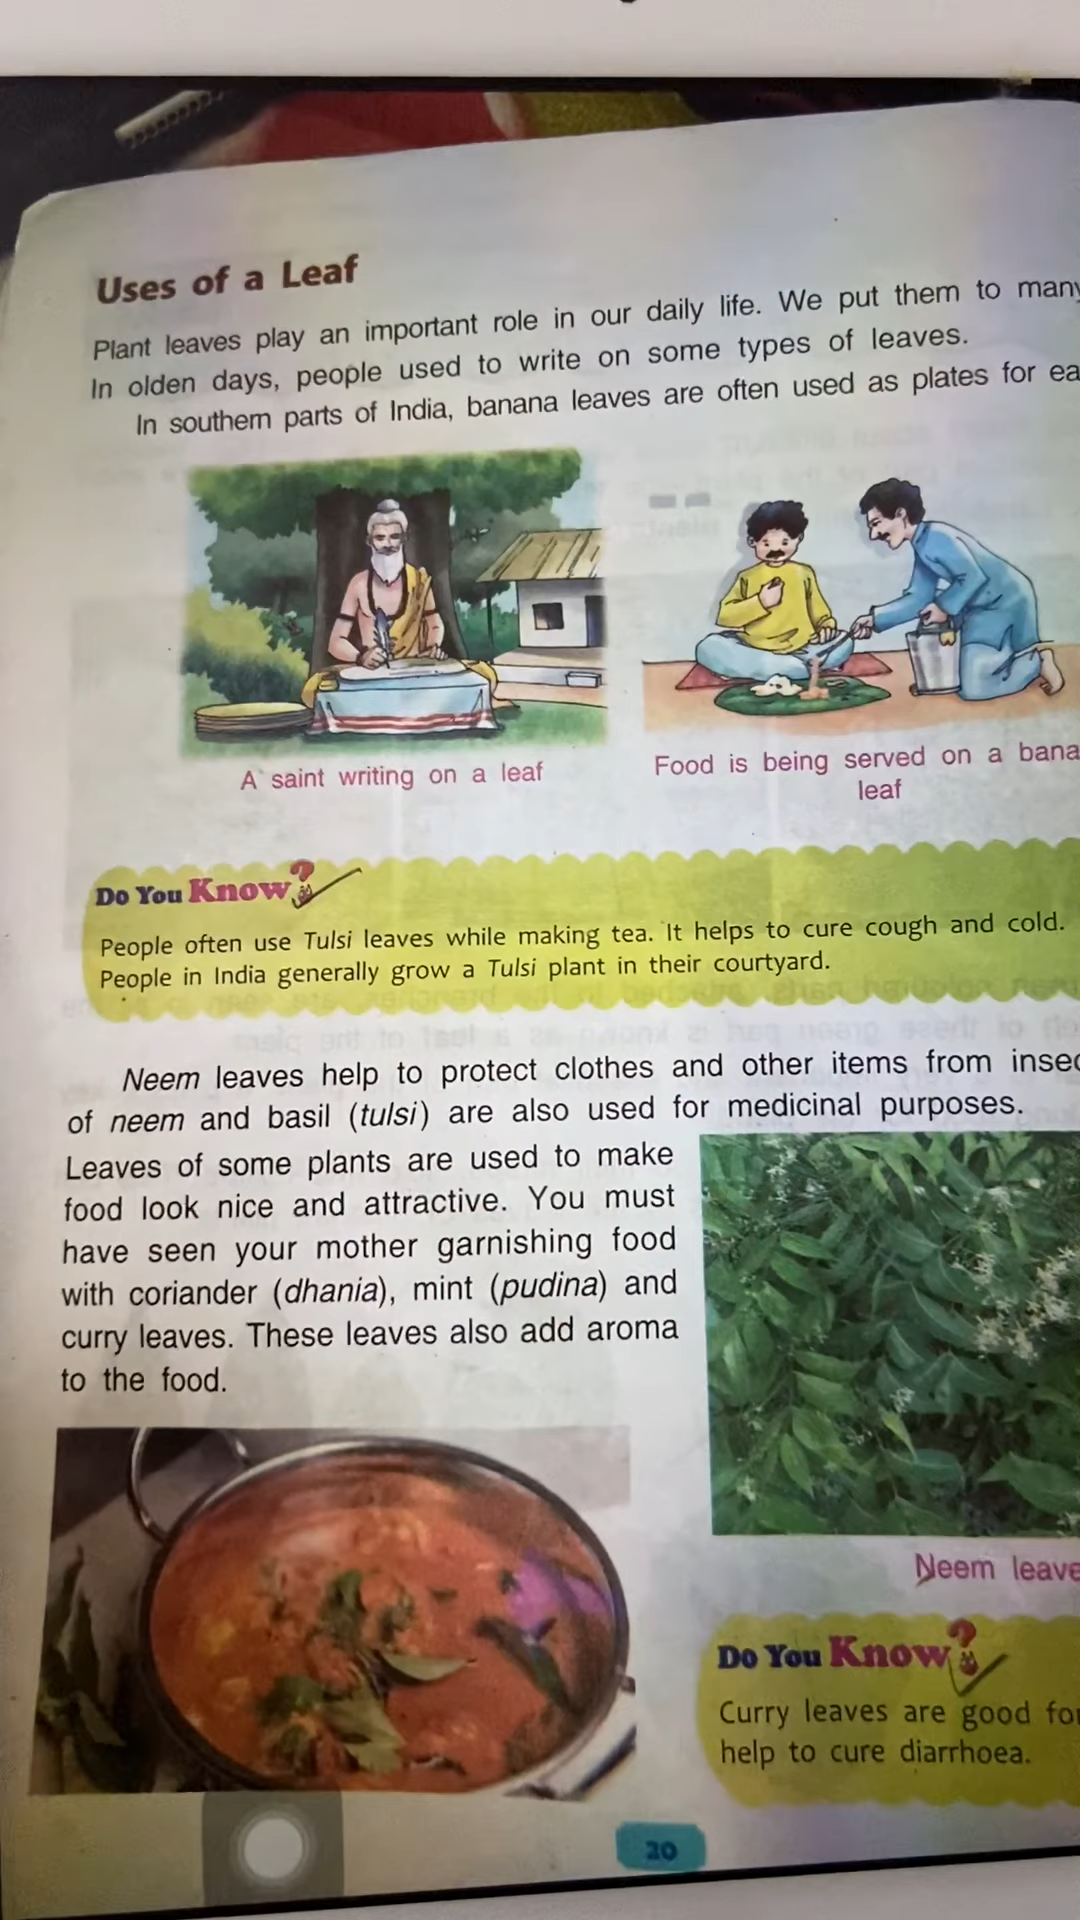 Uses of a Leaf
Plant leaves play an important role in our daily life. We put them to many
In olden days, people used to write on some types of leaves.
In southern parts of India, banana leaves are often used as plates for
A saint writing on a leaf
Food is being served on a
leaf
Do You Know?
People often use Tulsi leaves while making tea. It helps to cure cough and cold.
People in India generally grow a Tulsi plant in their courtyard.
Neem leaves help to protect clothes and other items from
of neem and basil (tulsi) are also used for medicinal purposes.
Leaves of some plants are used to make
food look nice and attractive. You must
have seen your mother garnishing food
with coriander (dhania), mint (pudina) and
curry leaves. These leaves also add aroma
to the food.
Neem
Do You Know?
Curry leaves are good
help to cure diarrhoea.
20